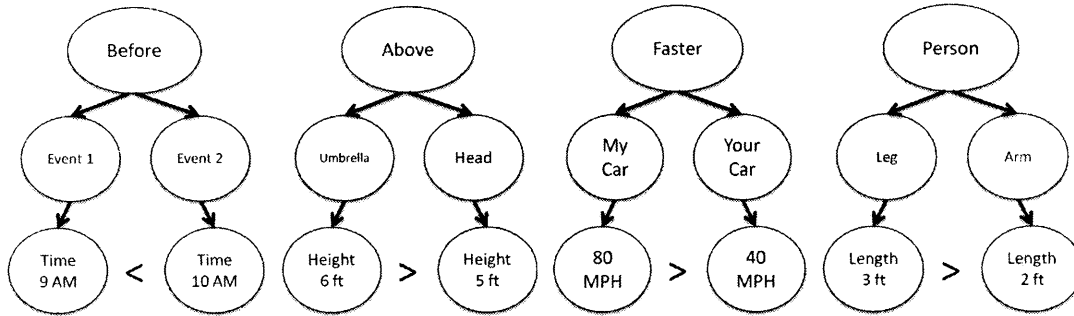 Before
Above
Faster
Person
Event 1
Event 2
Umbrella
Head
My
Car
Your
Car
Leg
Arm
Time
9 AM
<
Time
10 AM
Height
6 ft
>
Height
5 ft
80
MPH
>
40
MPH
Length
3 ft
>
Length
2 ft